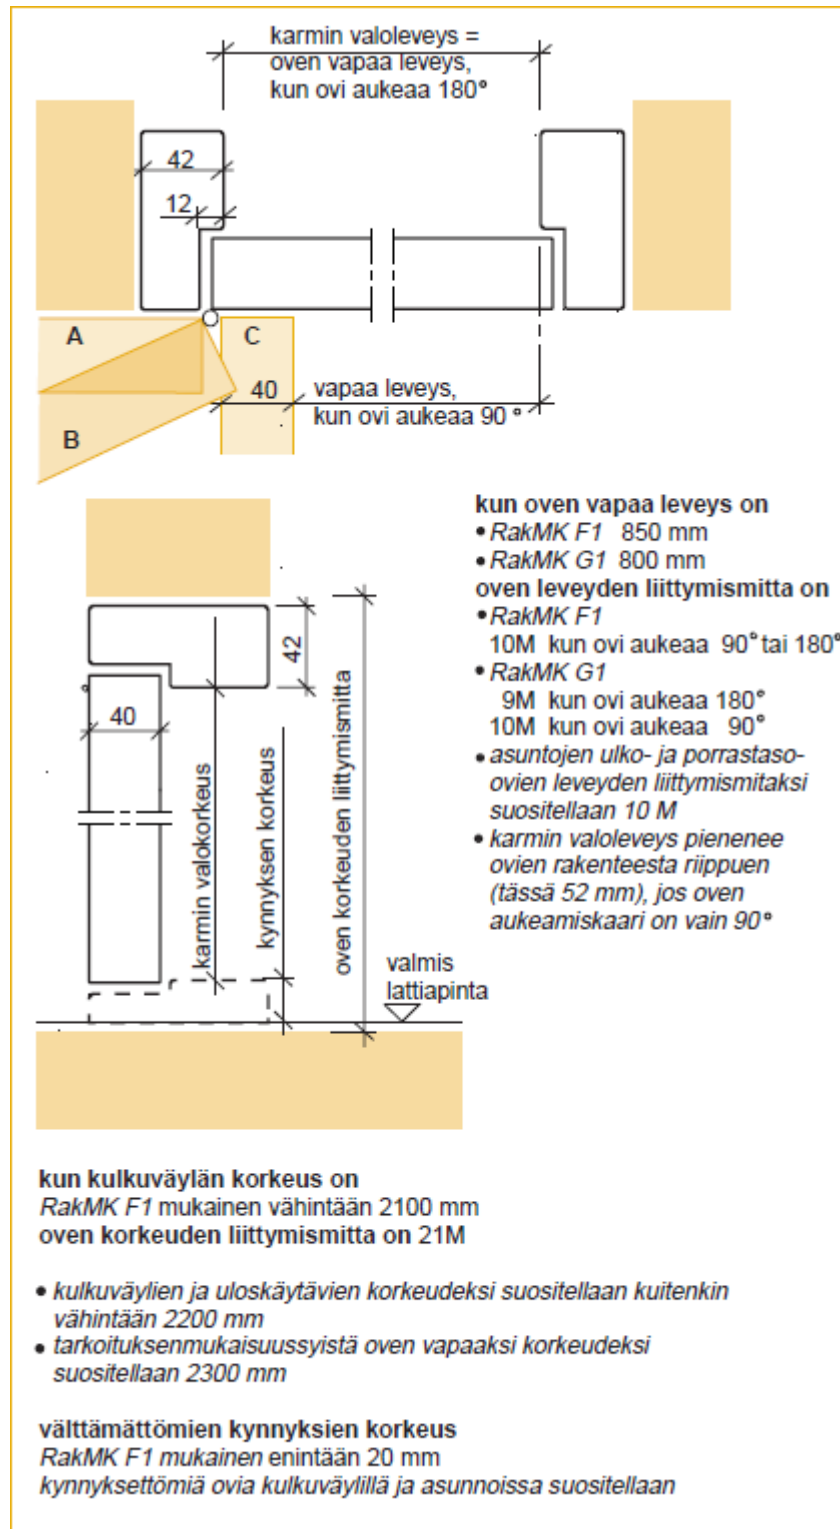 karmin valoleveys =
oven vapaa leveys,
kun ovi aukeaa 180°
42
12
A
C
40
vapaa leveys,
kun ovi aukeaa 90 °
B
kun oven vapaa leveys on
• RakMK F1 850 mm
• RakMK G1 800 mm
oven leveyden liittymismitta on
• RakMK F1
10M kun ovi aukeaa 90° tai 180°
• RakMK G1
9M kun ovi aukeaa 180°
10M kun ovi aukeaa 90°
• asuntojen ulko- ja porrastaso-
ovien leveyden liittymismitaksi
suositellaan 10 M
• karmin valoleveys pienenee
ovien rakenteesta riippuen
(tässä 52 mm), jos oven
aukeamiskaari on vain 90°
42
40
karmin valokorkeus
kynnyksen korkeus
oven korkeuden liittymismitta
valmis
lattiapinta
kun kulkuväylän korkeus on
RakMK F1 mukainen vähintään 2100 mm
oven korkeuden liittymismitta on 21M
• kulkuväylien ja uloskäytävien korkeudeksi suositellaan kuitenkin
vähintään 2200 mm
• tarkoituksenmukaisuussyistä oven vapaaksi korkeudeksi
suositellaan 2300 mm
välttämättömien kynnyksien korkeus
RakMK F1 mukainen enintään 20 mm
kynnyksettömiä ovia kulkuväylillä ja asunnoissa suositellaan